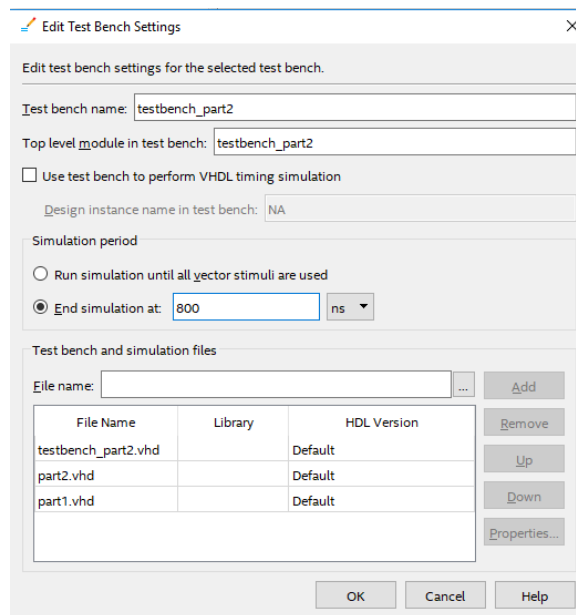 Edit Test Bench Settings
Edit test bench settings for the selected test bench.
Test bench name: testbench_part2
Top level module in test bench: testbench_part2
Use test bench to perform VHDL timing simulation
Design instance name in test bench: NA
Simulation period
Run simulation until all vector stimuli are used
End simulation at: 800 ns
Test bench and simulation files
File name: ... Add
File Name Library HDL Version Remove
testbench_part2.vhd Default
part2.vhd Default Up
part1.vhd Default Down
Properties...
OK Cancel Help